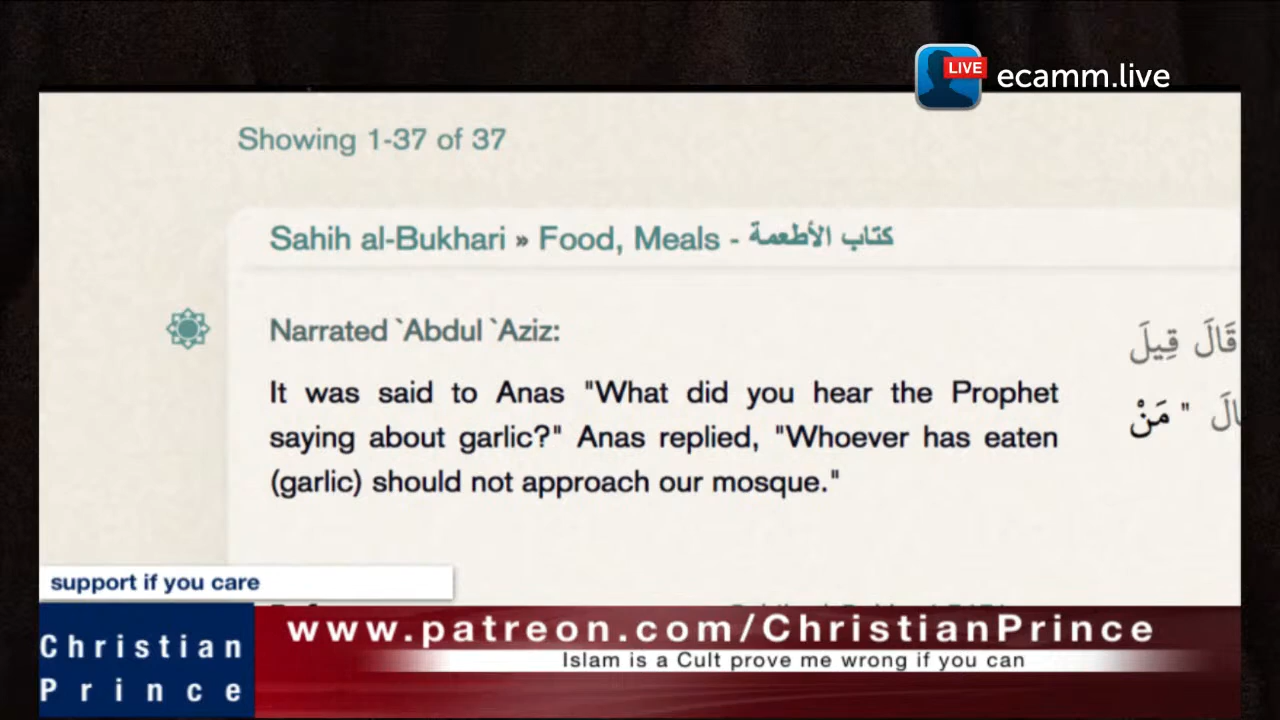 LIVE ecamm.live
Showing 1-37 of 37
Sahih al-Bukhari » Food, Meals - كتاب الأطعمة
Narrated `Abdul `Aziz:
قَالَ قِيلَ
It was said to Anas "What did you hear the Prophet
saying about garlic?" Anas replied, "Whoever has eaten
" مَنْ
(garlic) should not approach our mosque."
support if you care
Christian
Prince
www.patreon.com/ChristianPrince
Islam is a Cult prove me wrong if you can